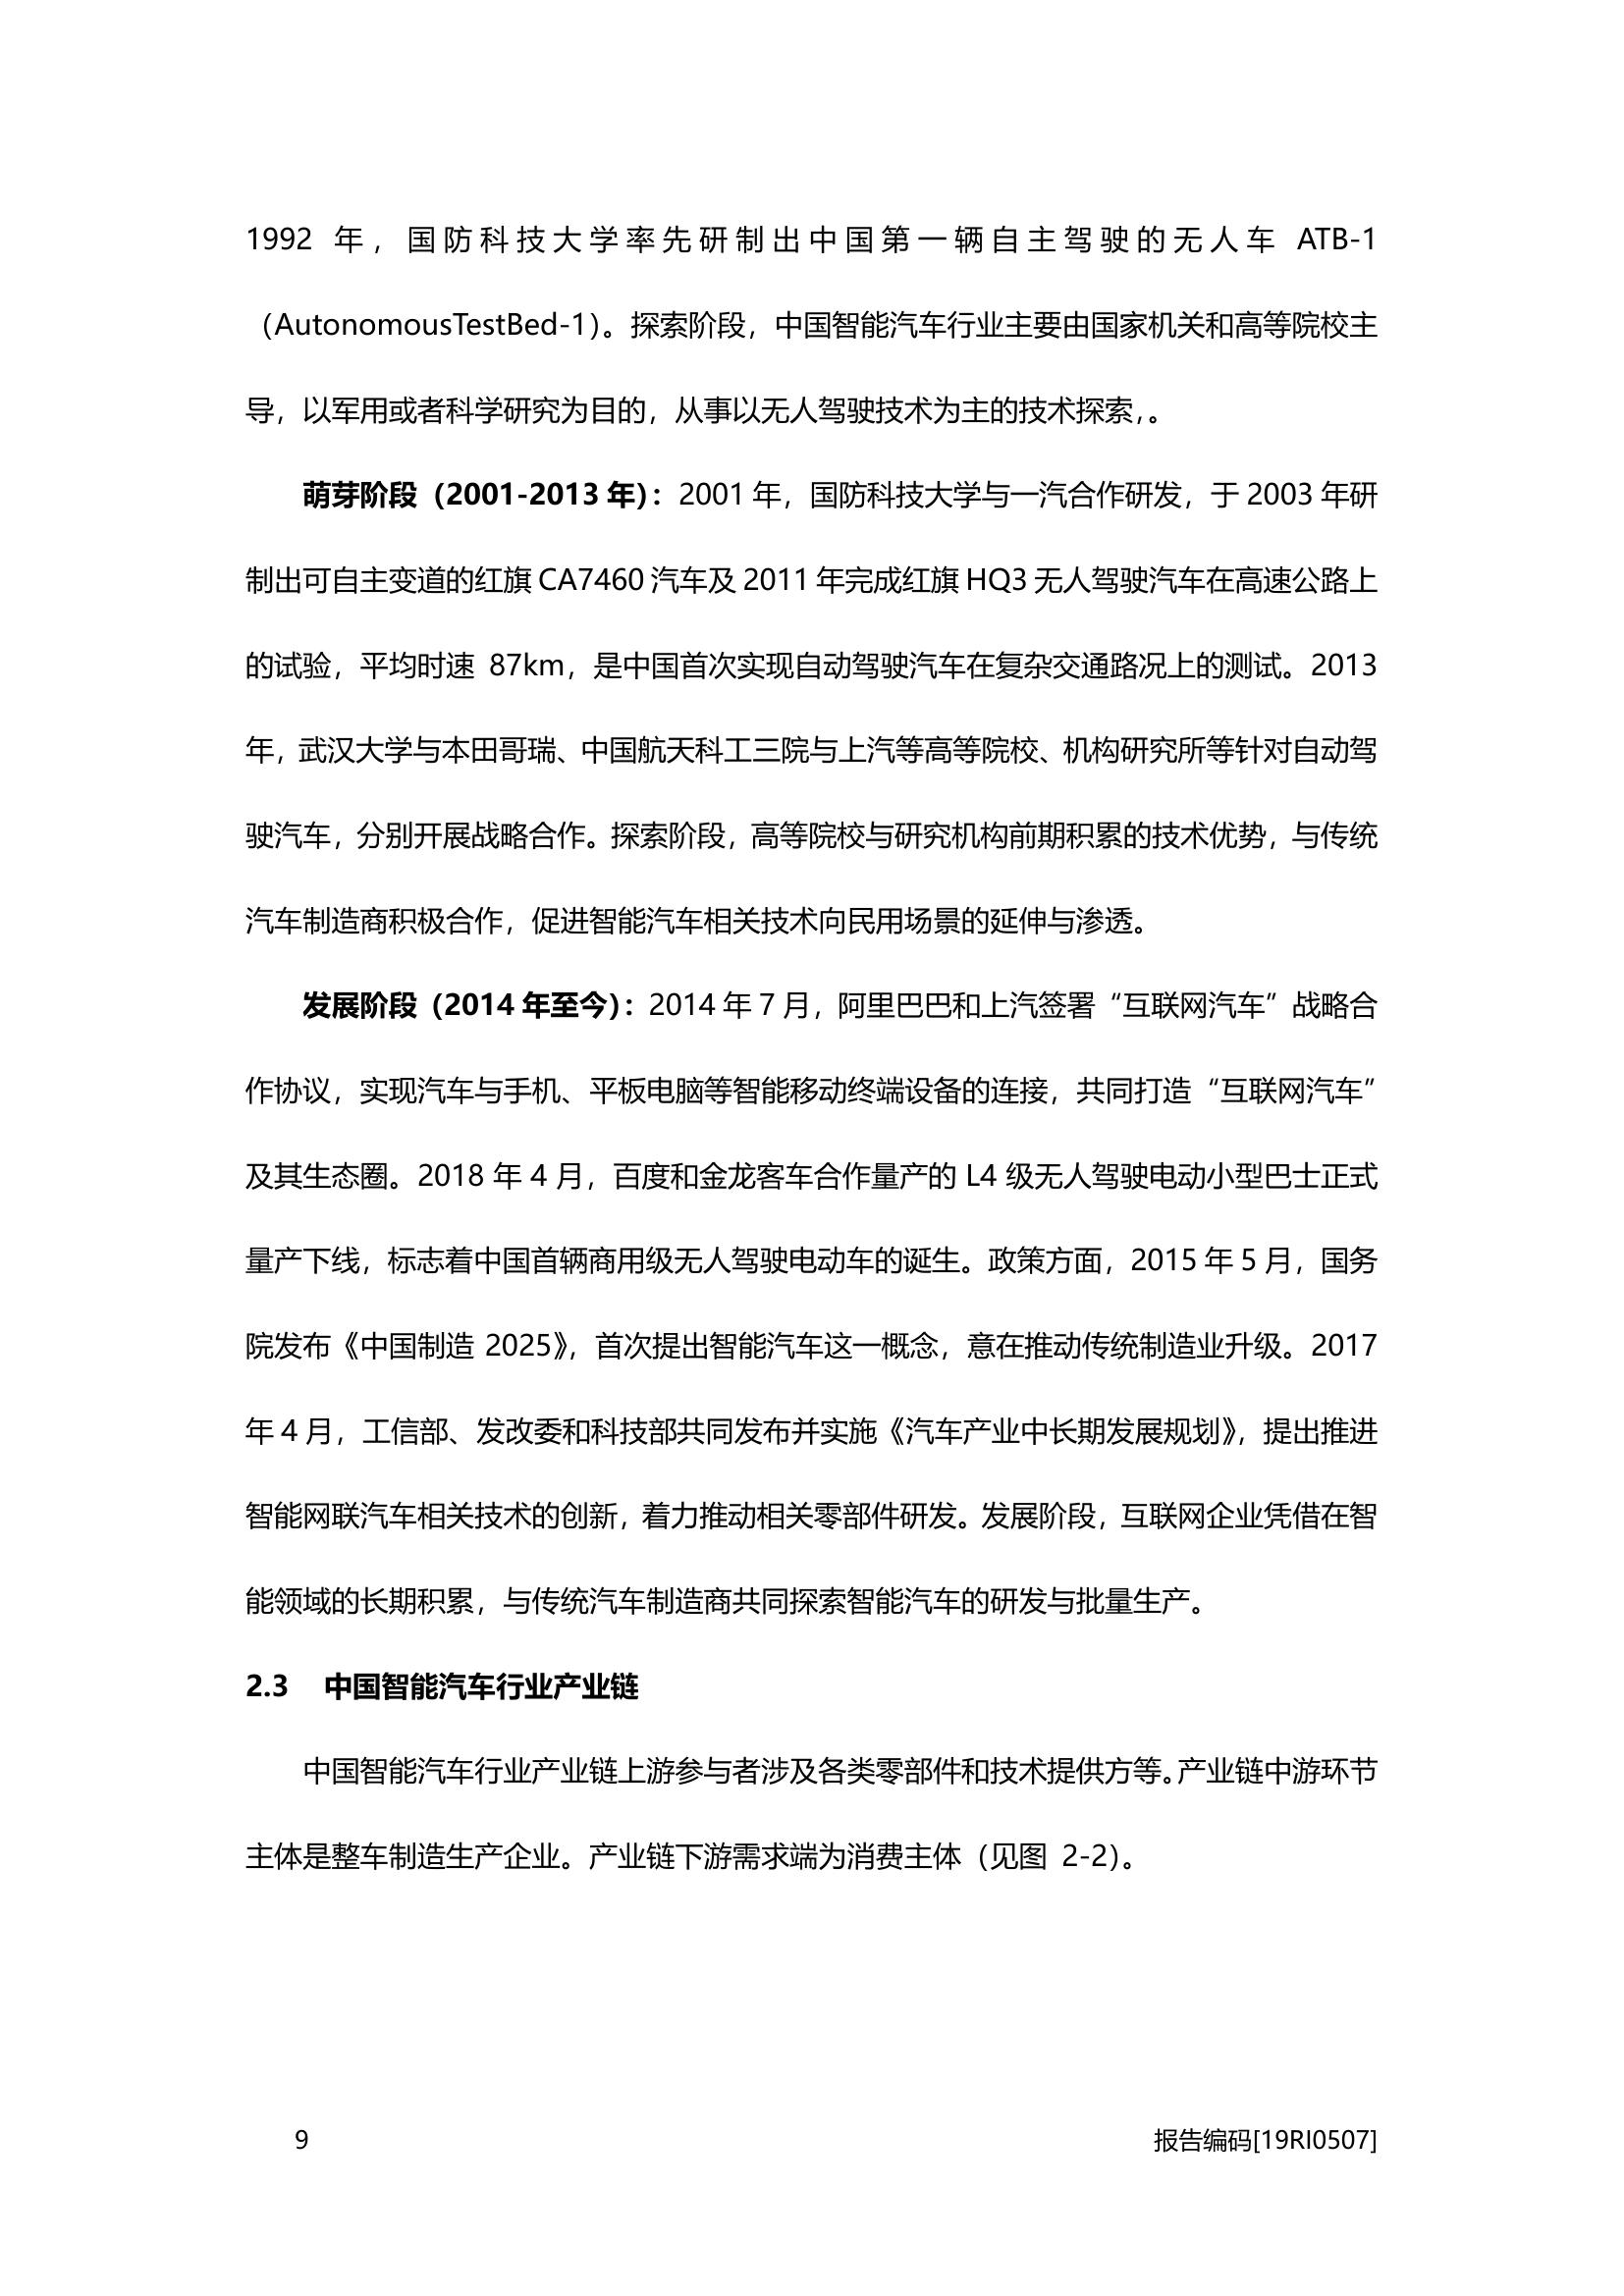 1992 年，国防科技大学率先研制出中国第一辆自主驾驶的无人车 ATB-1
（AutonomousTestBed-1）。探索阶段，中国智能汽车行业主要由国家机关和高等院校主
导，以军用或者科学研究为目的，从事以无人驾驶技术为主的技术探索，。
萌芽阶段（2001-2013 年）：2001 年，国防科技大学与一汽合作研发，于 2003 年研
制出可自主变道的红旗 CA7460 汽车及 2011 年完成红旗 HQ3 无人驾驶汽车在高速公路上
的试验，平均时速 87km，是中国首次实现自动驾驶汽车在复杂交通路况上的测试。2013
年，武汉大学与本田哥瑞、中国航天科工三院与上汽等高等院校、机构研究所等针对自动驾
驶汽车，分别开展战略合作。探索阶段，高等院校与研究机构前期积累的技术优势，与传统
汽车制造商积极合作，促进智能汽车相关技术向民用场景的延伸与渗透。
发展阶段（2014 年至今）：2014 年 7 月，阿里巴巴和上汽签署“互联网汽车”战略合
作协议，实现汽车与手机、平板电脑等智能移动终端设备的连接，共同打造“互联网汽车”
及其生态圈。2018 年 4 月，百度和金龙客车合作量产的 L4 级无人驾驶电动小型巴士正式
量产下线，标志着中国首辆商用级无人驾驶电动车的诞生。政策方面，2015 年 5 月，国务
院发布《中国制造 2025》，首次提出智能汽车这一概念，意在推动传统制造业升级。2017
年 4 月，工信部、发改委和科技部共同发布并实施《汽车产业中长期发展规划》，提出推进
智能网联汽车相关技术的创新，着力推动相关零部件研发。发展阶段，互联网企业凭借在智
能领域的长期积累，与传统汽车制造商共同探索智能汽车的研发与批量生产。
2.3 中国智能汽车行业产业链
中国智能汽车行业产业链上游参与者涉及各类零部件和技术提供方等。产业链中游环节
主体是整车制造生产企业。产业链下游需求端为消费主体（见图 2-2）。
9 报告编码[19RI0507]